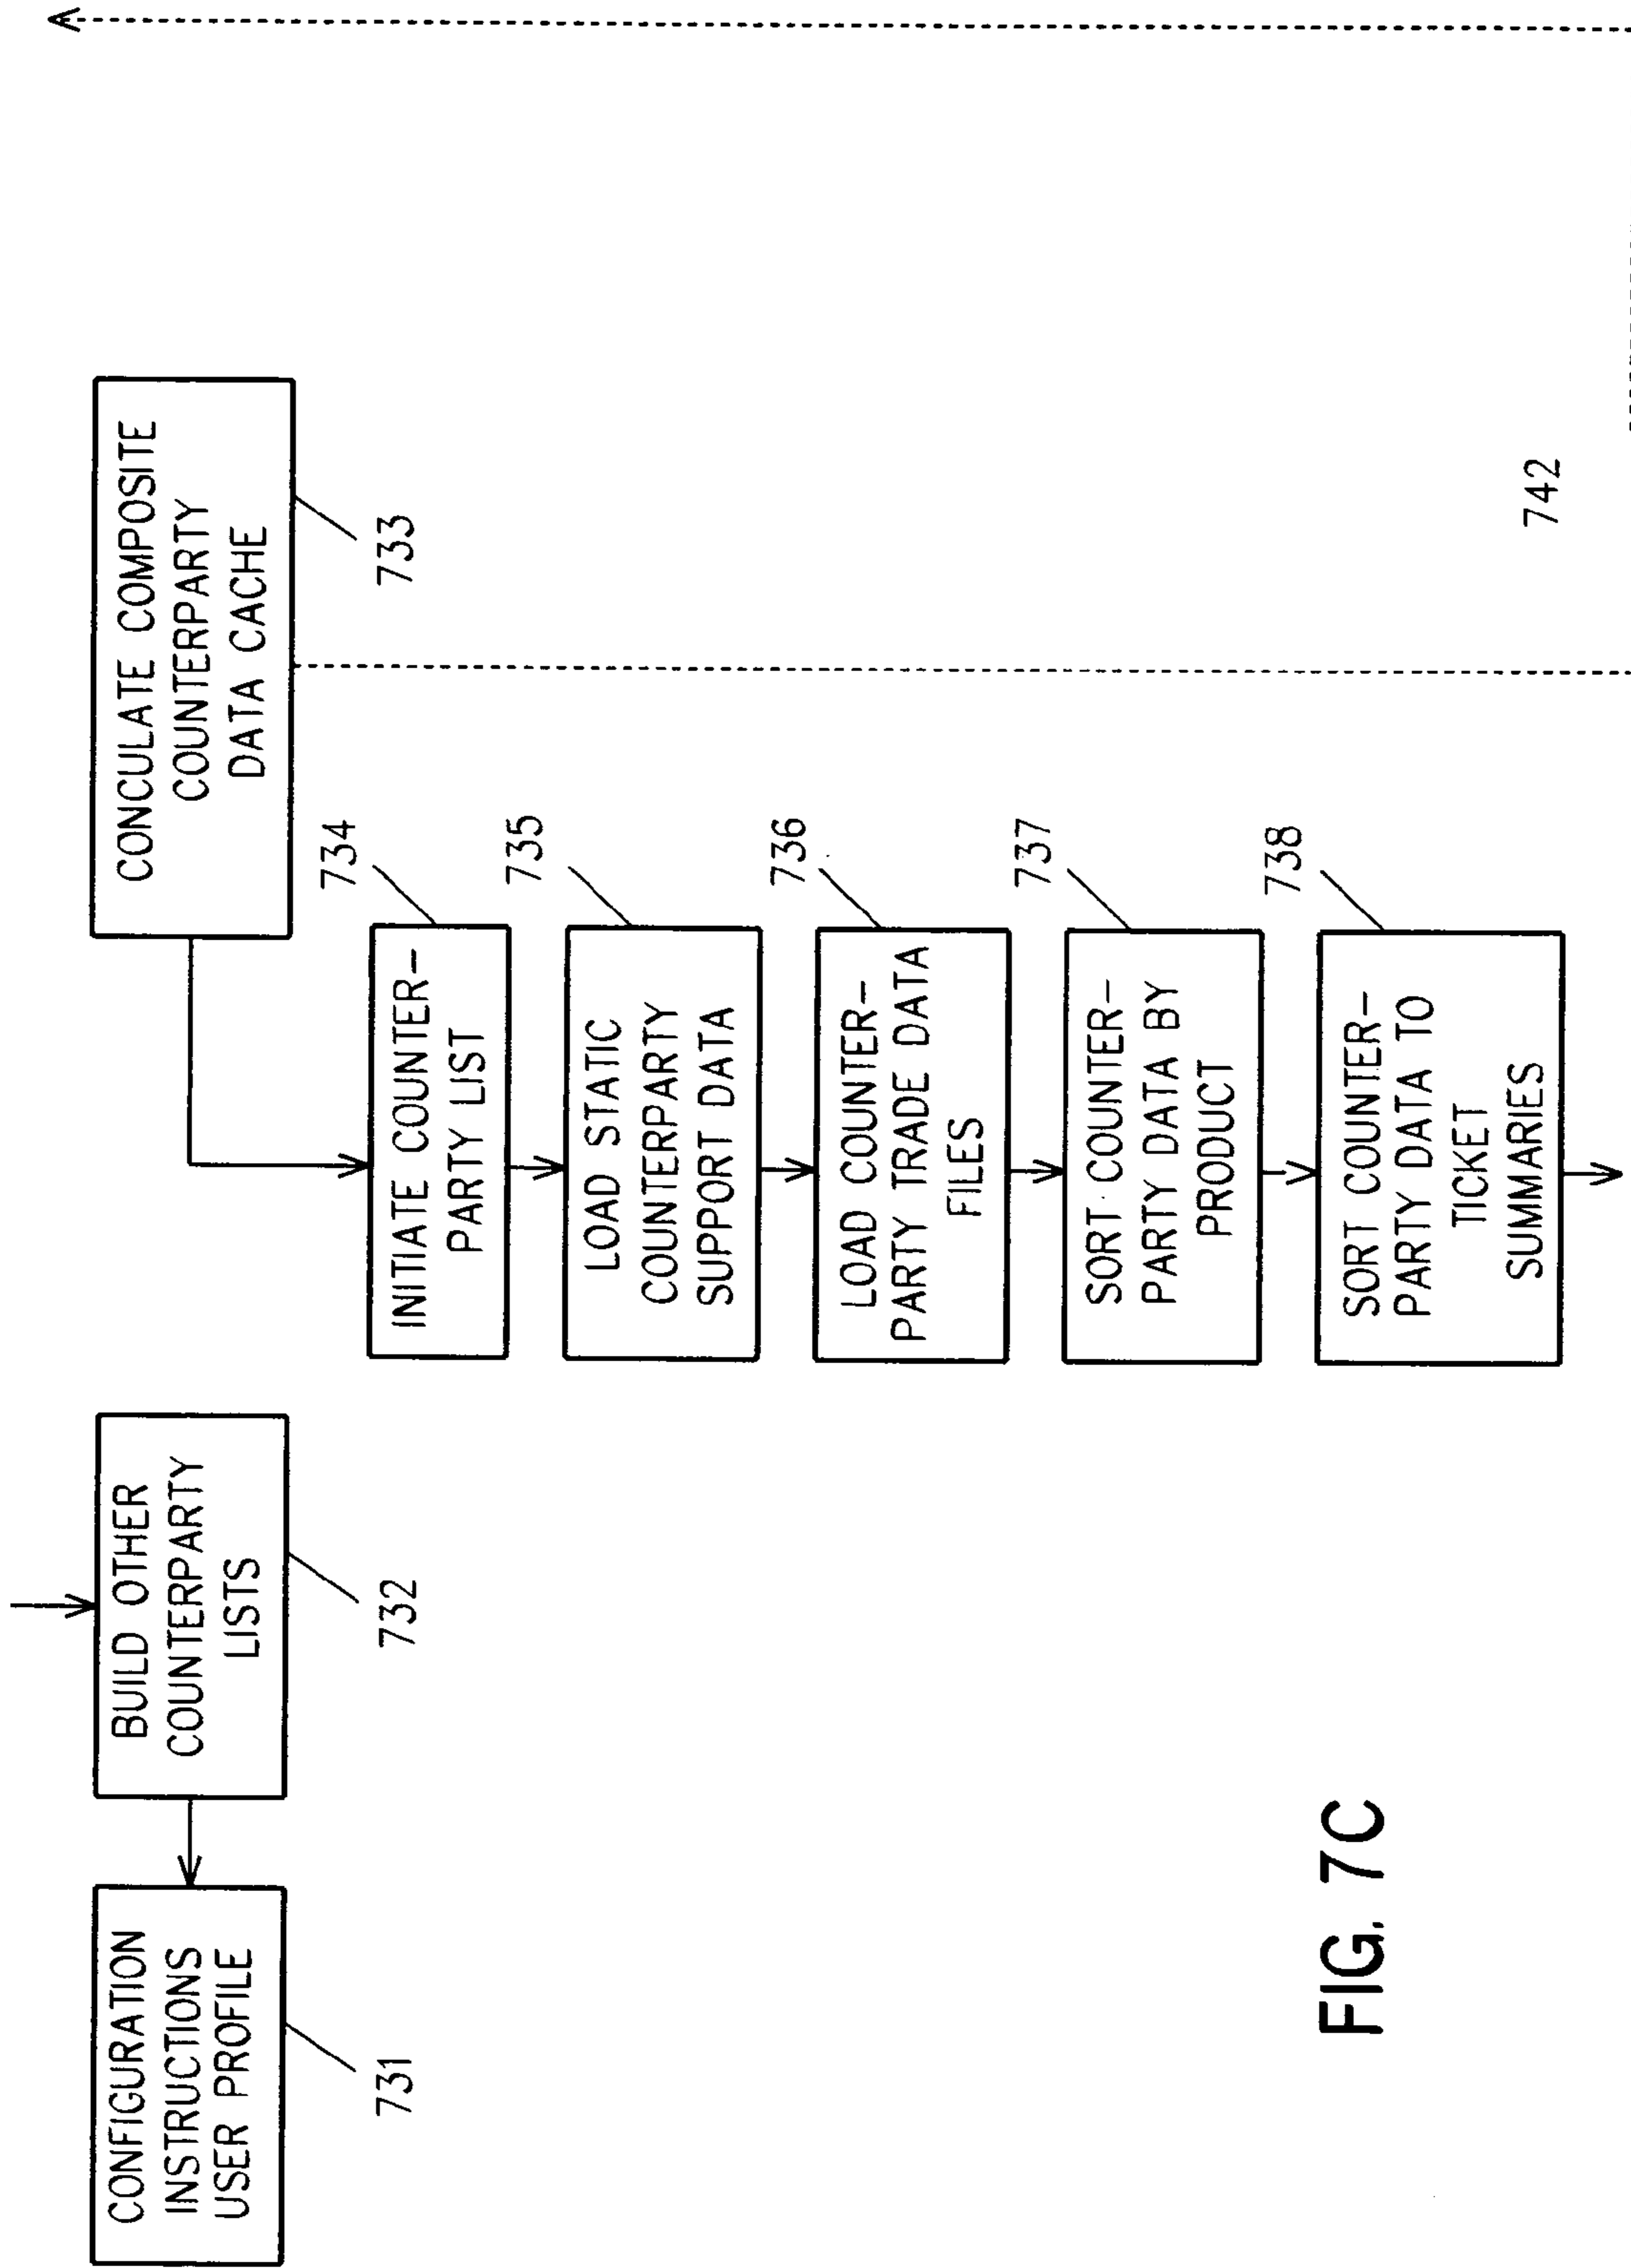 CONFIGURATION
INSTRUCTIONS
USER PROFILE
731
BUILD OTHER
COUNTERPARTY
LISTS
732
CONCULATE COMPOSITE
COUNTERPARTY
DATA CACHE
733
734
INITIATE COUNTER-
PARTY LIST
735
LOAD STATIC
COUNTERPARTY
SUPPORT DATA
736
LOAD COUNTER-
PARTY TRADE DATA
FILES
737
SORT COUNTER-
PARTY DATA BY
PRODUCT
738
SORT COUNTER-
PARTY DATA TO
TICKET
SUMMARIES
742
FIG. 7C